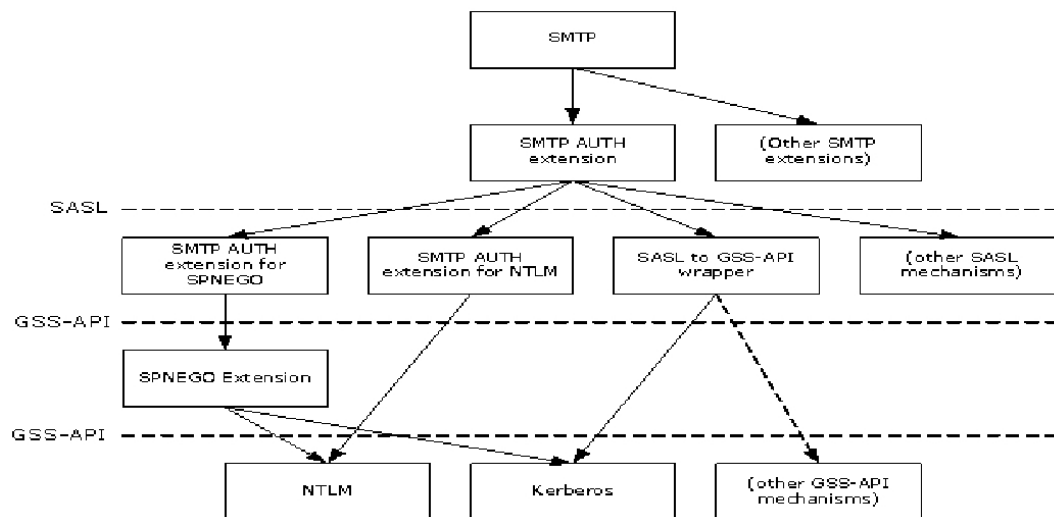 SMTP
SMTP AUTH
extension
(Other SMTP
extensions)
SASL
SMTP AUTH
extension for
SPNEGO
SMTP AUTH
extension for NTLM
SASL to GSS-API
wrapper
(other SASL
mechanisms)
GSS-API
SPNEGO Extension
GSS-API
NTLM
Kerberos
(other GSS-API
mechanisms)